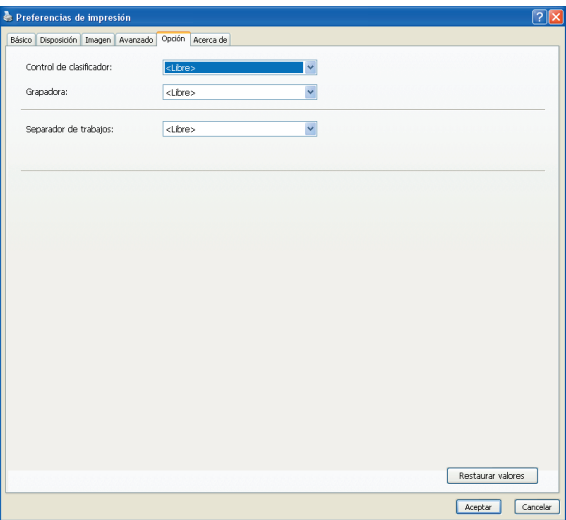 Preferencias de impresión
Básico Disposición Imagen Avanzado Opción Acerca de
Control de clasificador: <Libre>
Grapadora: <Libre>
Separador de trabajos: <Libre>
Restaurar valores
Aceptar Cancelar